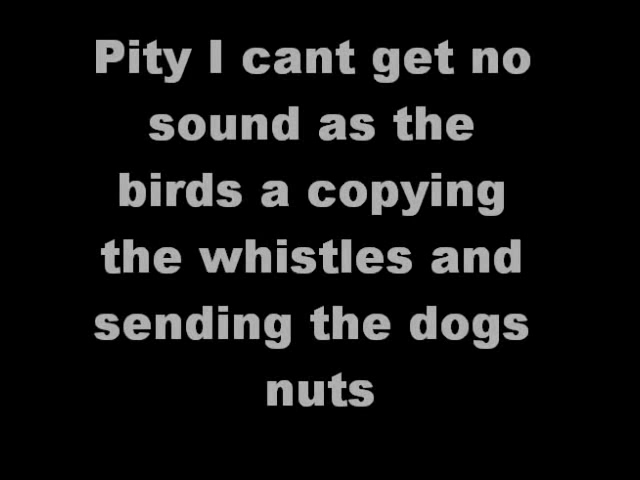 Pity I cant get no
sound as the
birds a copying
the whistles and
sending the dogs
nuts